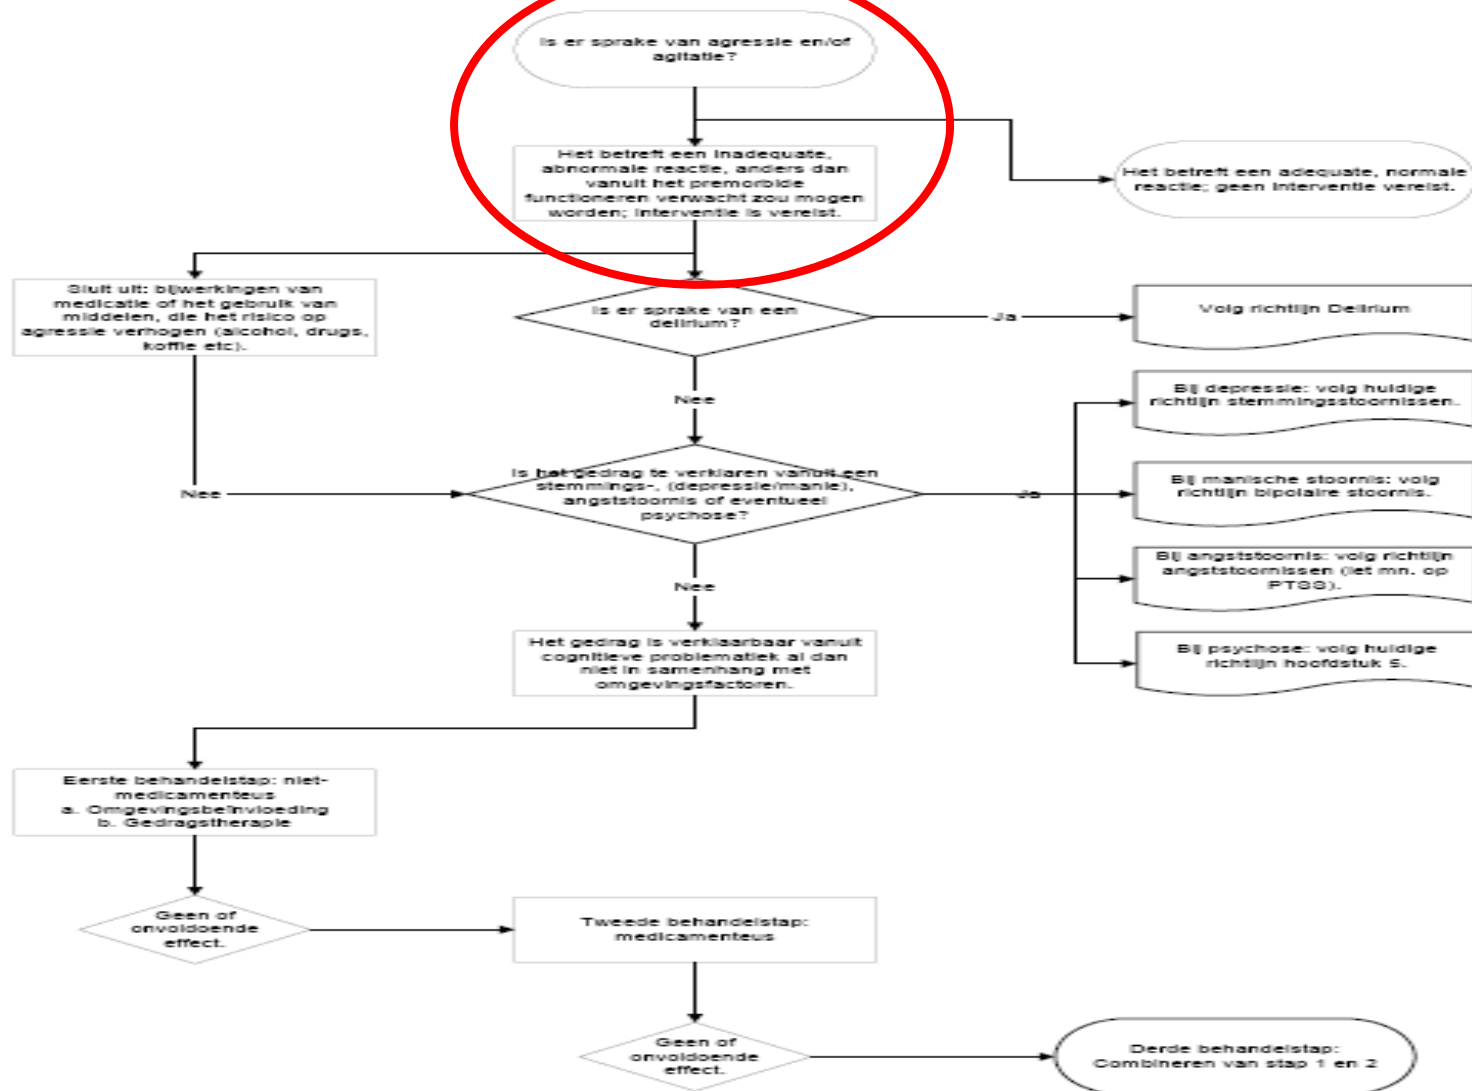 Is er sprake van agressie en/of
agitatie?
Het betreft een inadequate,
abnormale reactie, anders dan
vanuit het premorbide
functioneren verwacht zou mogen
worden; interventie is vereist.
Het betreft een adequate, normale
reactie; geen interventie vereist.
Sluit uit: bijwerkingen van
medicatie of het gebruik van
middelen, die het risico op
agressie verhogen (alcohol, drugs,
koffie etc).
Is er sprake van een
delirium?
Ja
Volg richtlijn Delirium
Nee
Bij depressie: volg huidige
richtlijn stemmingsstoornissen.
Nee
Is het gedrag te verklaren vanuit een
stemmings-, (depressie/manie),
angststoornis of eventueel
psychose?
Ja
Bij manische stoornis: volg
richtlijn bipolaire stoornis.
Bij angststoornis: volg richtlijn
angststoornissen (let mn. op
PTSS).
Nee
Het gedrag is verklaarbaar vanuit
cognitieve problematiek al dan
niet in samenhang met
omgevingsfactoren.
Bij psychose: volg huidige
richtlijn hoofdstuk 5.
Eerste behandelstap: niet-
medicamenteus
a. Omgevingsbeïnvloeding
b. Gedragstherapie
Geen of
onvoldoende
effect.
Tweede behandelstap:
medicamenteus
Geen of
onvoldoende
effect.
Derde behandelstap:
Combineren van stap 1 en 2